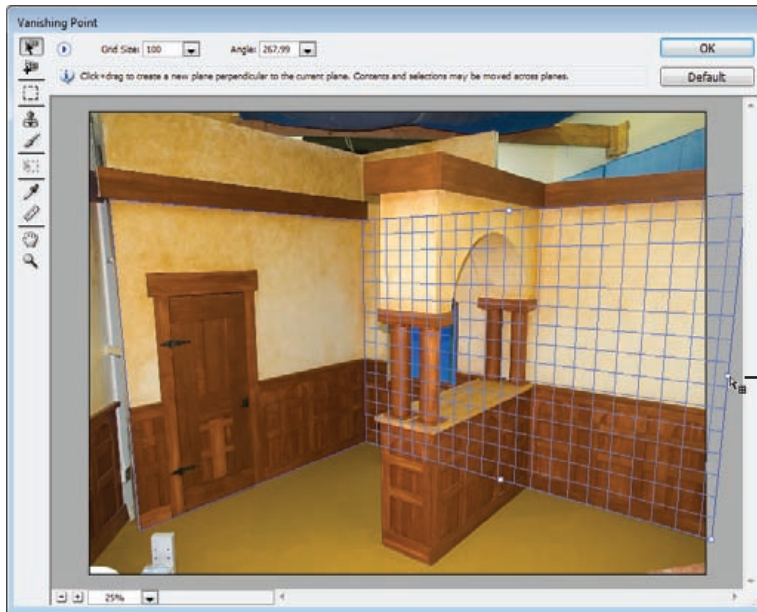 Vanishing Point
Grid Size: 100 Angle: 267.99 OK
Click+drag to create a new plane perpendicular to the current plane. Contents and selections may be moved across planes. Default
25%